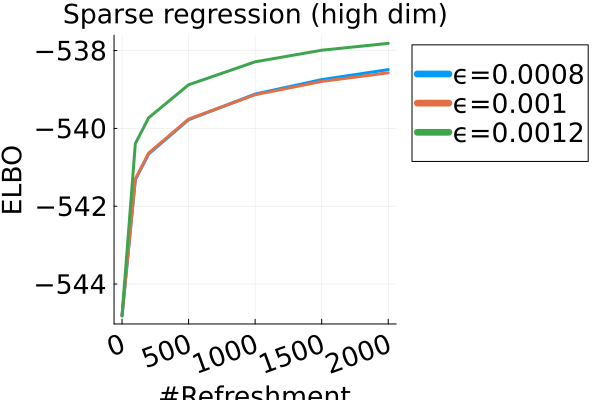 Sparse regression (high dim)
ELBO
−538
−540
−542
−544
0
500
1000
1500
2000
#Refreshment
ϵ=0.0008
ϵ=0.001
ϵ=0.0012